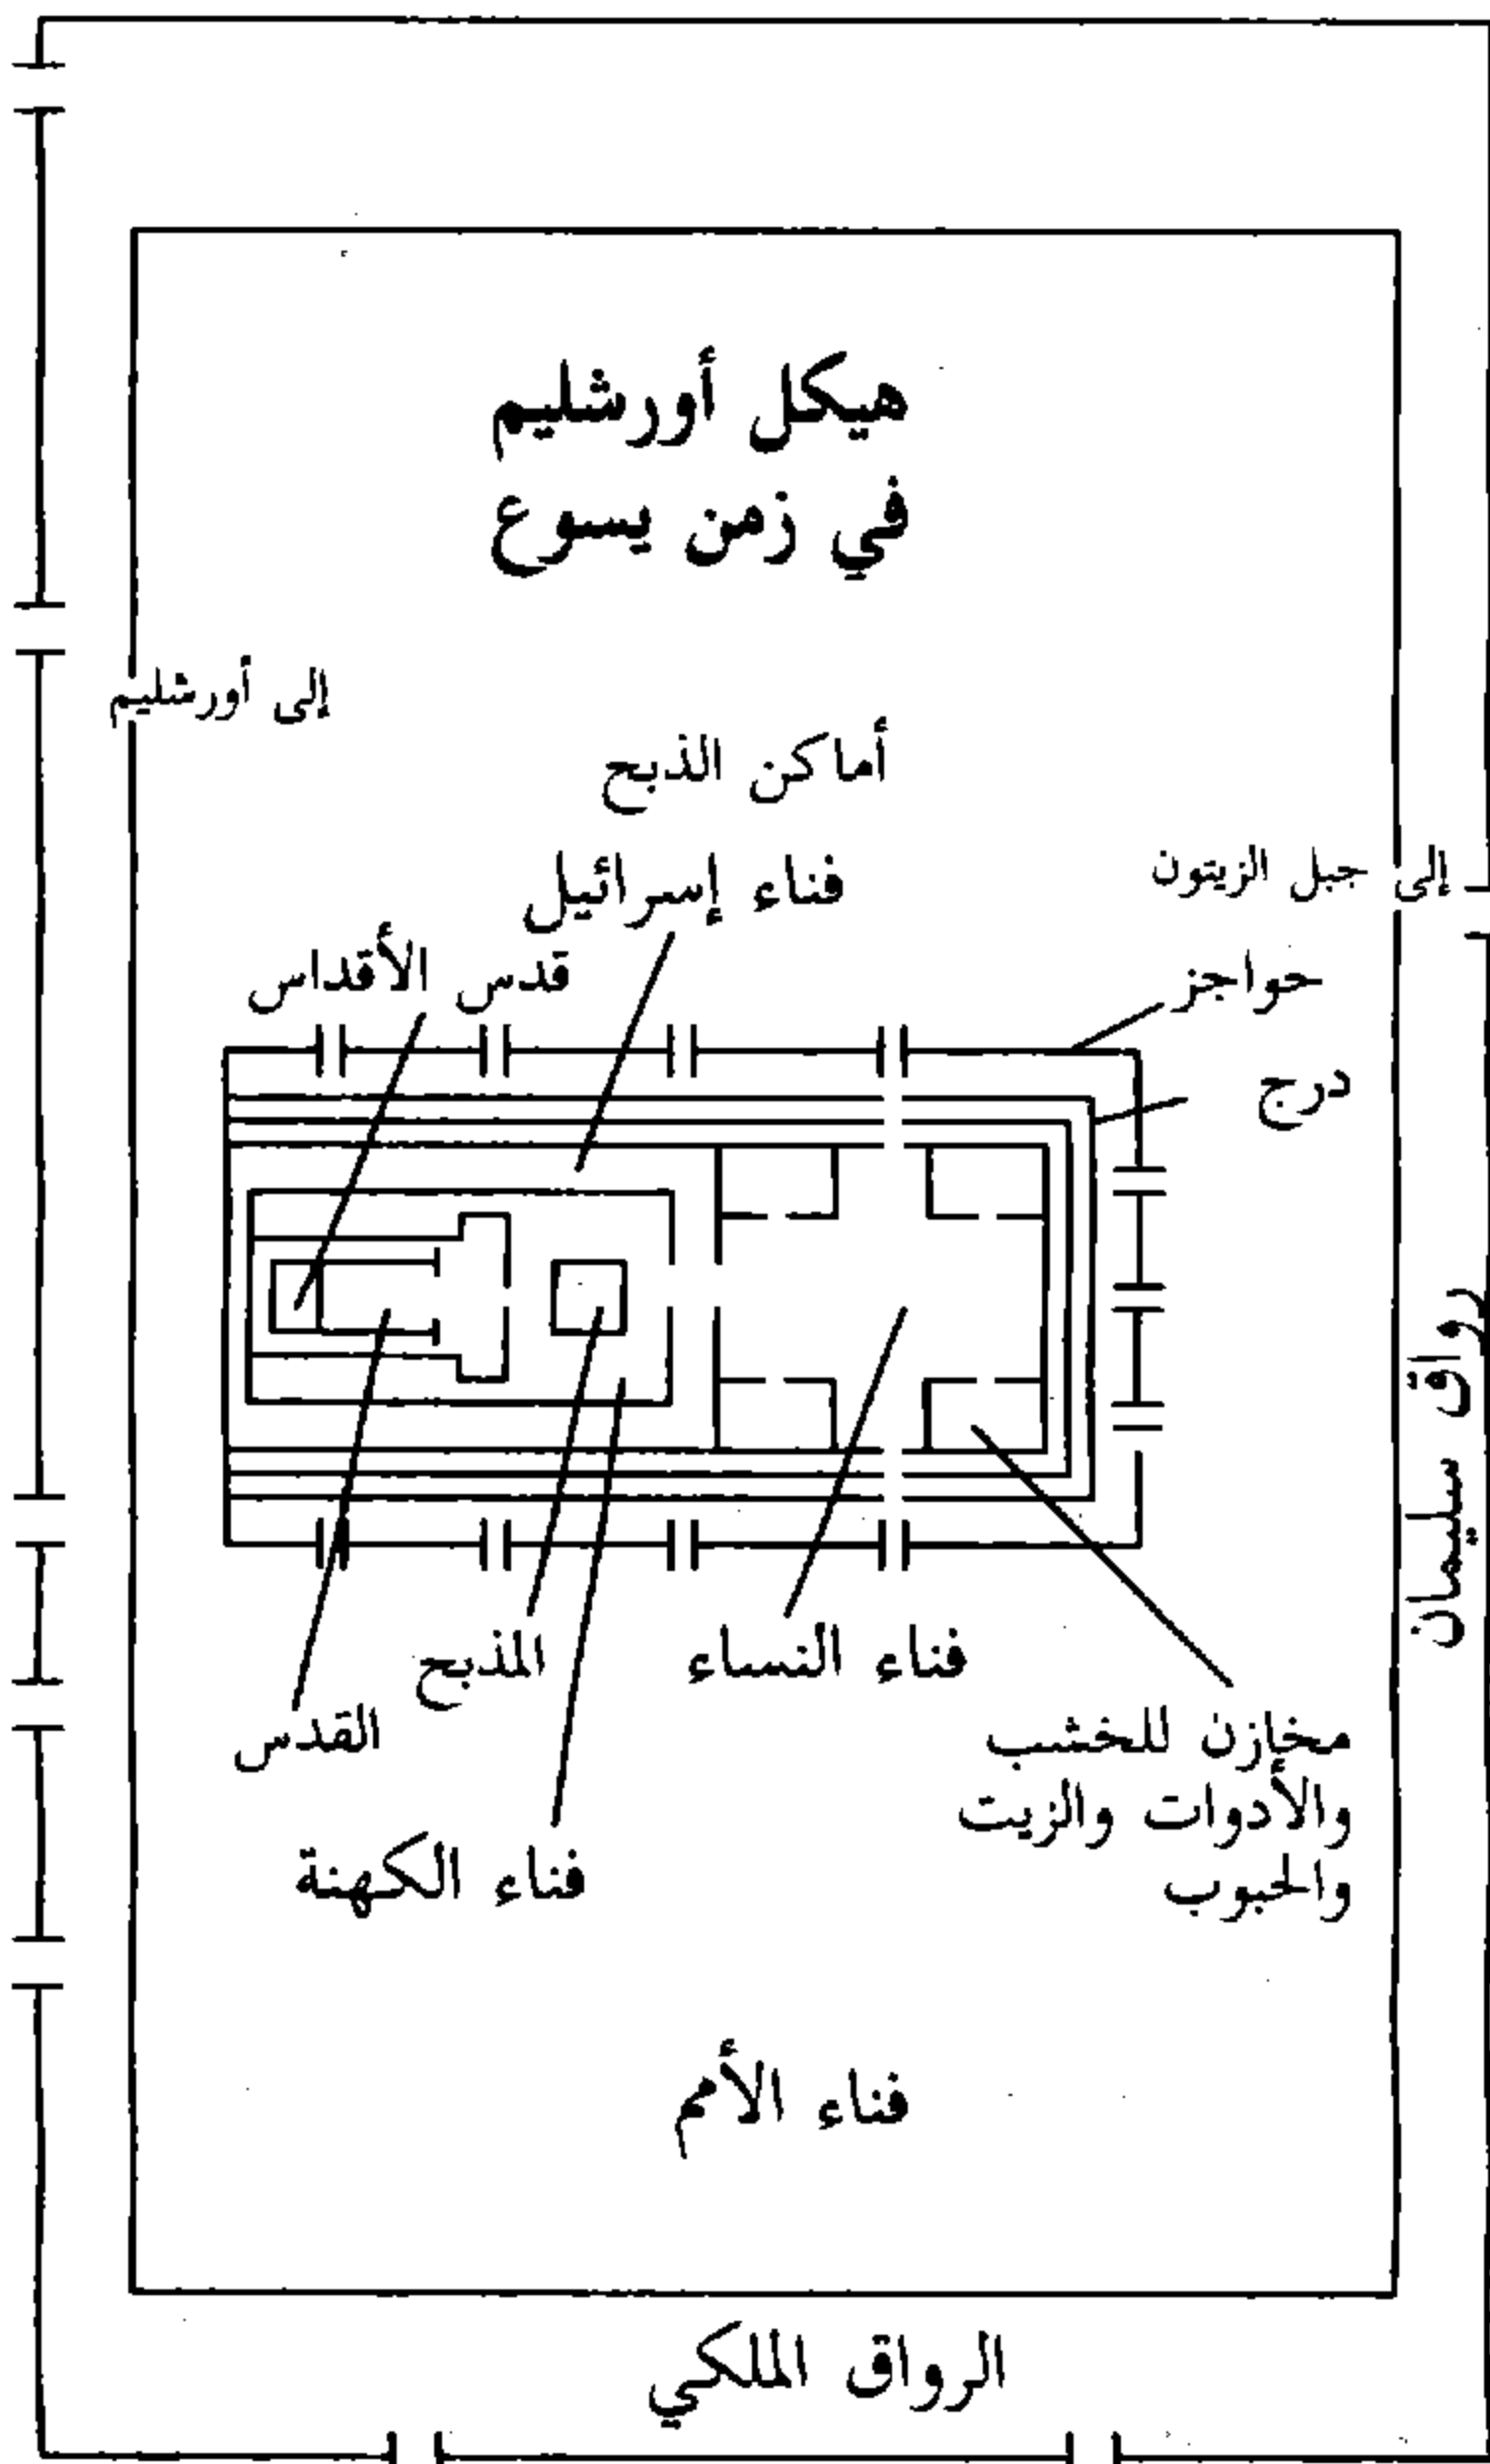 هيكل أورشليم
في زمن يسوع
إلى أورشليم
أماكن الذبح
فناء إسرائيل
إلى جبل الزيتون
قدس الأقداس
حواجز
درج
رواق سليمان
المذبح
فناء النساء
القدس
مخازن للخشب
والأدوات والزيت
والحبوب
فناء الكهنة
فناء الأمم
الرواق الملكي